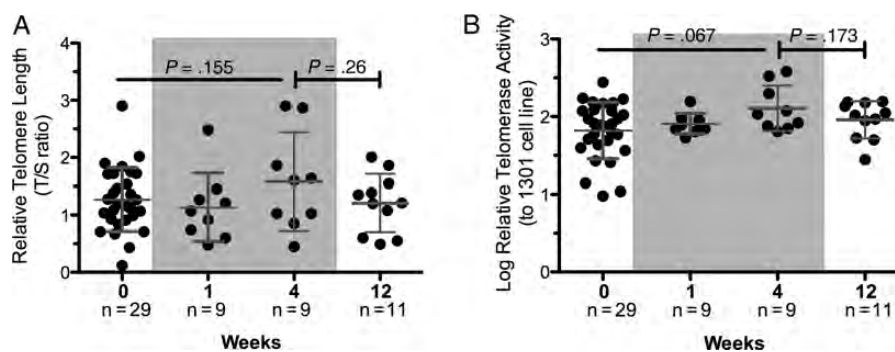 A
Relative Telomere Length
(T/S ratio)
4
3
2
1
0
P = .155
P = .26
0
1
4
12
n=29
n=9
n=9
n=11
Weeks
B
Log Relative Telomerase Activity
(to 1301 cell line)
3
2
1
0
P = .067
P = .173
0
1
4
12
n=29
n=9
n=9
n=11
Weeks